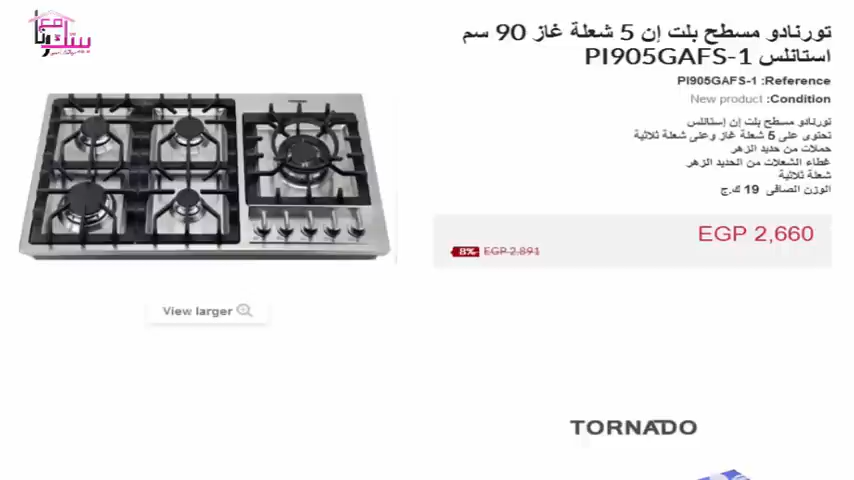 تورنادو مسطح بلت إن 5 شعلة غاز 90 سم
استانلس PI905GAFS-1
PI905GAFS-1 :Reference
New product :Condition
تورنادو مسطح بلت إن إستانلس
تحتوى على 5 شعلة غاز وعلى شعلة ثلاثية
حملات من حديد الزهر
غطاء الشعلات من الحديد الزهر
شعلة ثلاثية
الوزن الصافى 19 ك.ج
EGP 2,660
8%- EGP 2,891
View larger
TORNADO